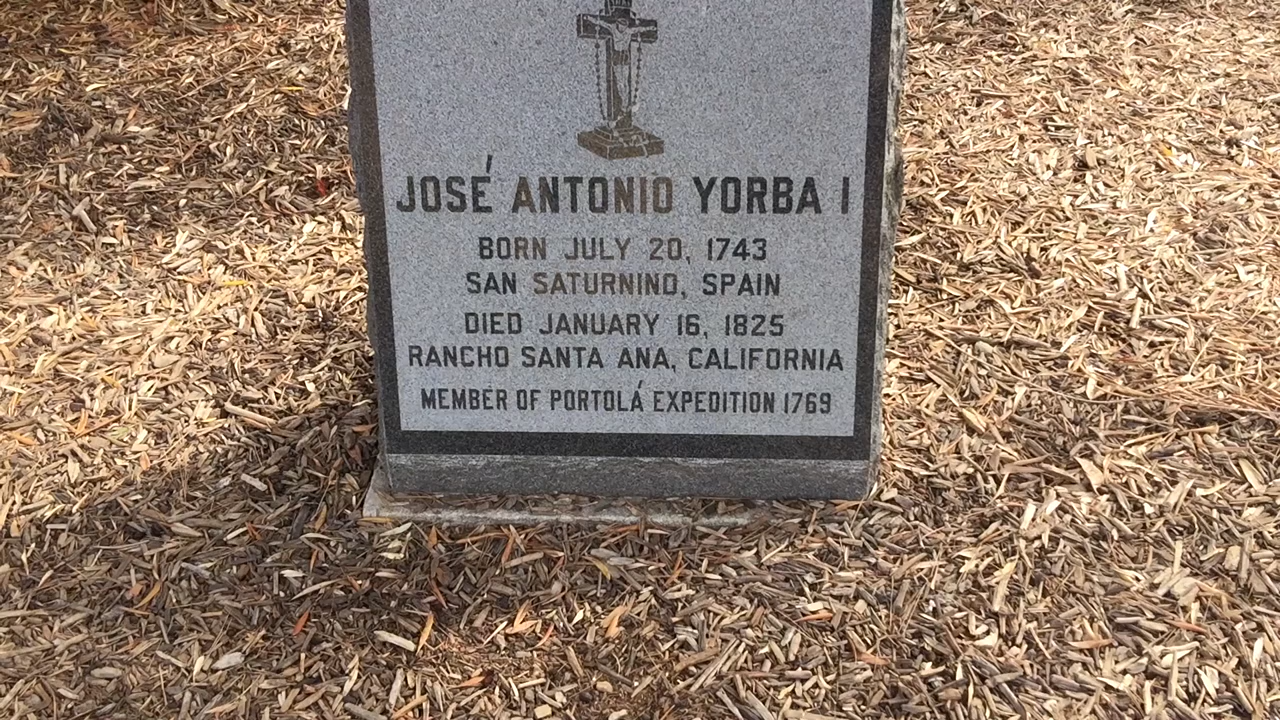 JOSÉ ANTONIO YORBA I
BORN JULY 20, 1743
SAN SATURNINO, SPAIN
DIED JANUARY 16, 1825
RANCHO SANTA ANA, CALIFORNIA
MEMBER OF PORTOLÁ EXPEDITION 1769